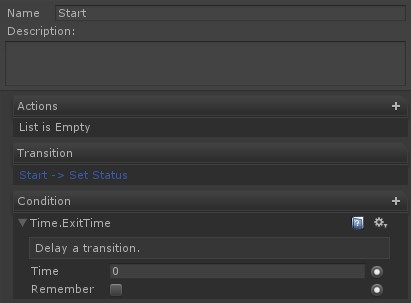 Name Start
Description:
Actions +
List is Empty
Transition
Start -> Set Status
Condition +
Time.ExitTime
Delay a transition.
Time 0
Remember